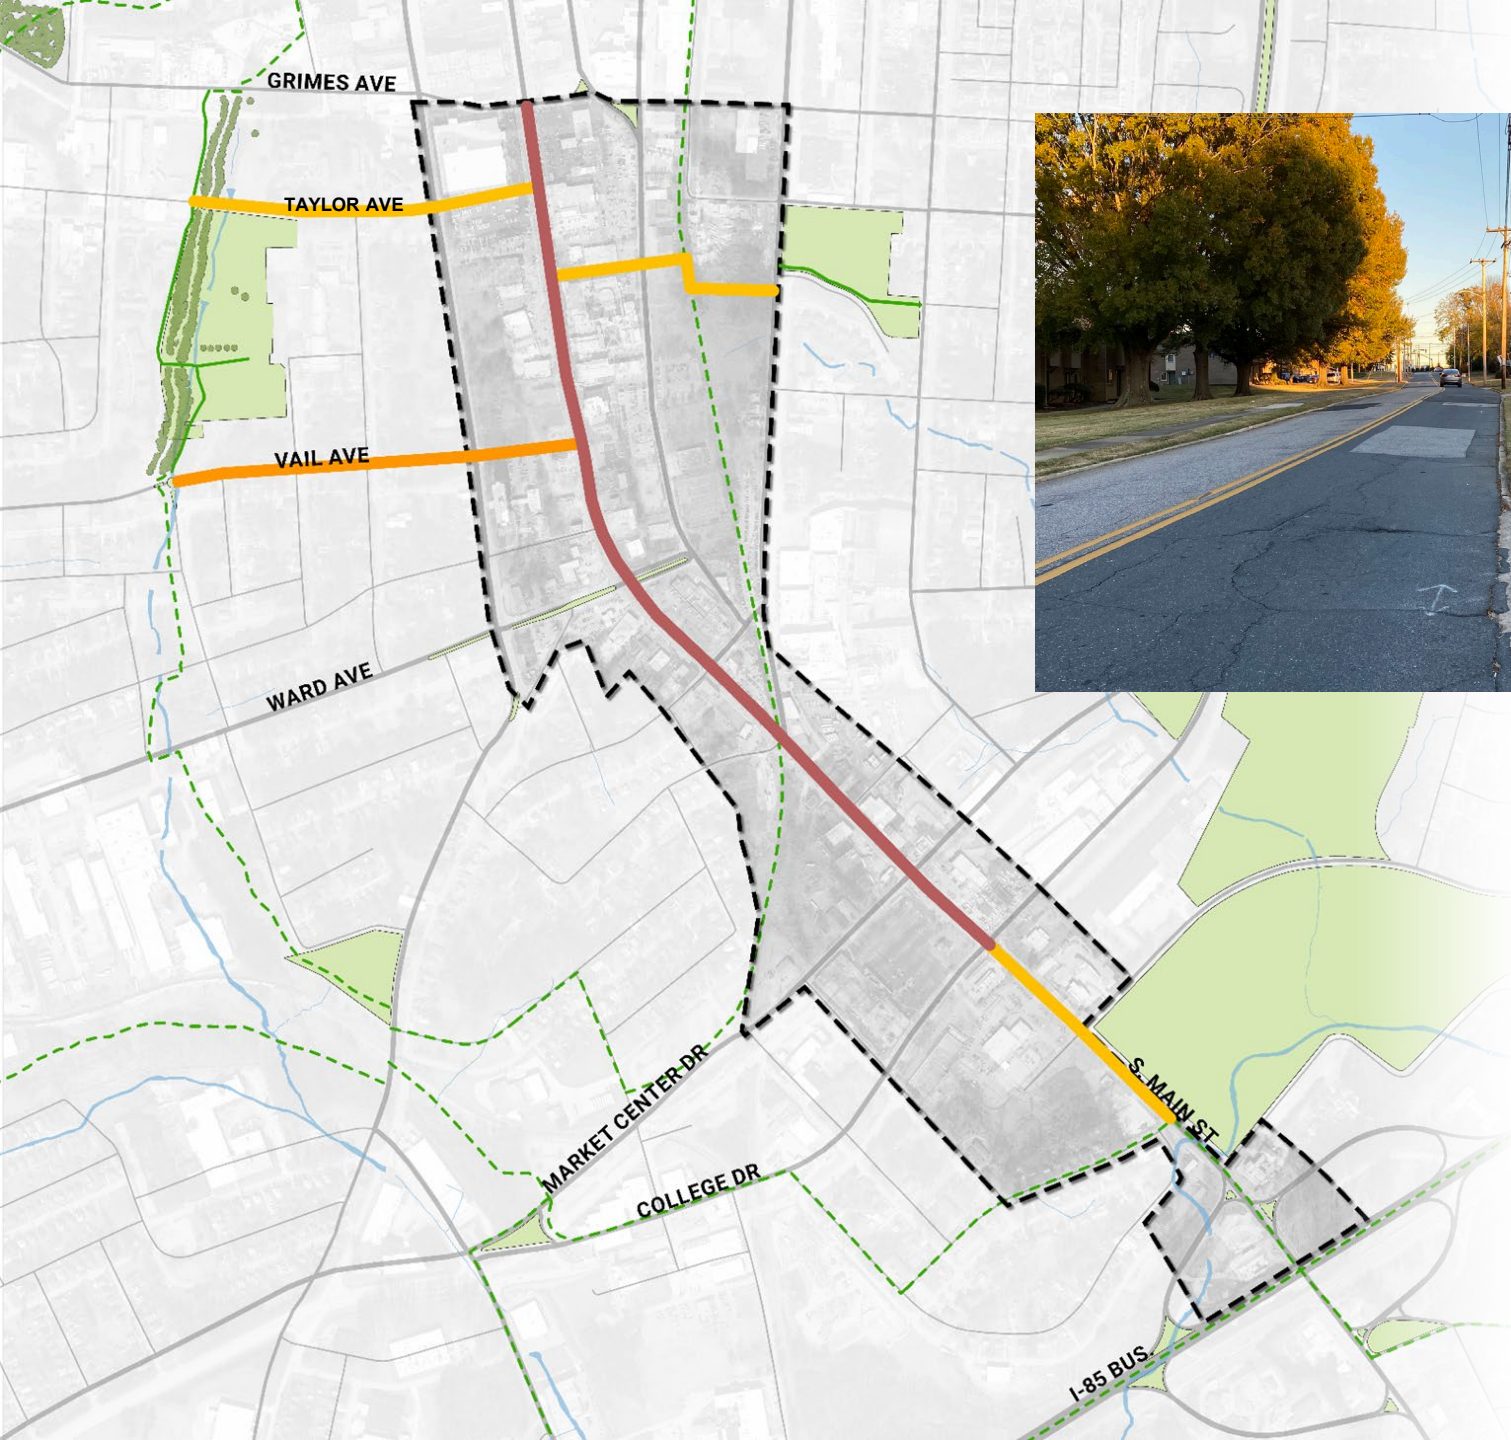 GRIMES AVE
TAYLOR AVE
VAIL AVE
WARD AVE
MARKET CENTER DR
COLLEGE DR
S. MAIN ST
I-85 BUS.